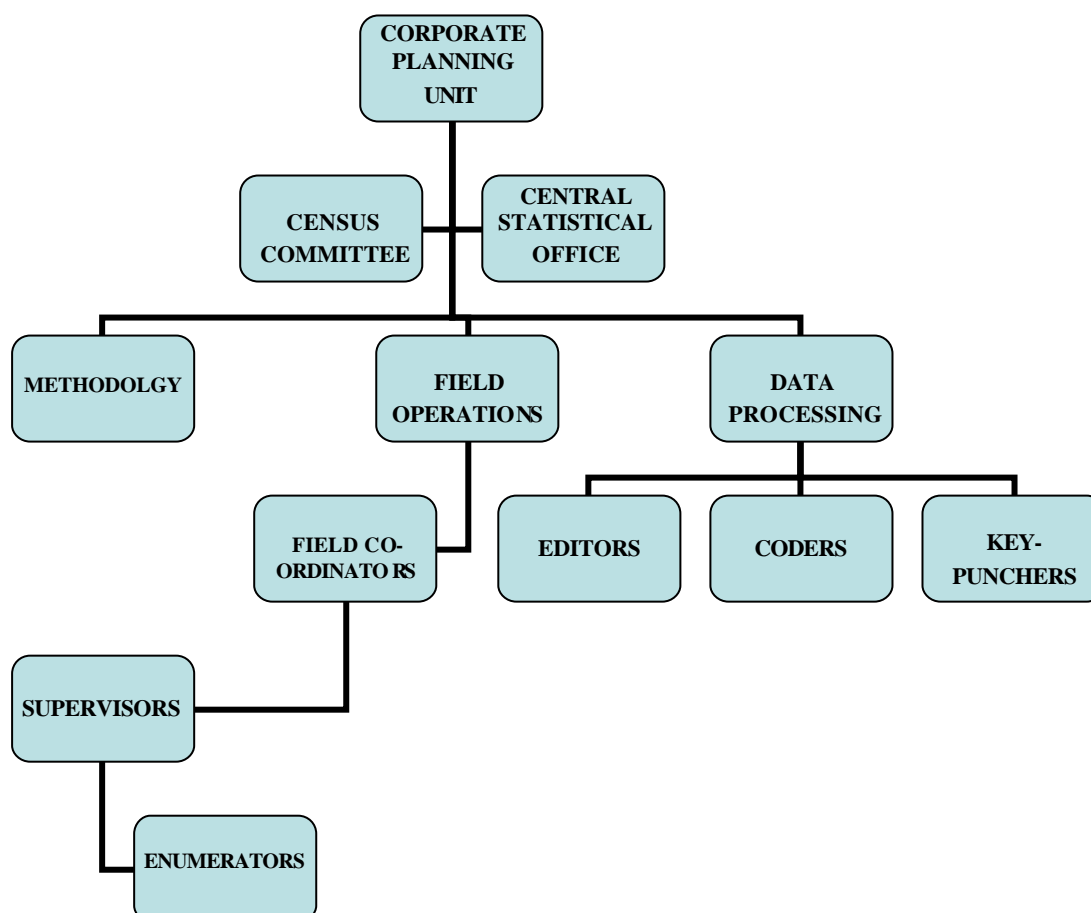 CORPORATE
PLANNING
UNIT
CENSUS
COMMITTEE
CENTRAL
STATISTICAL
OFFICE
METHODOLGY
FIELD
OPERATIONS
DATA
PROCESSING
FIELD CO-
ORDINATORS
EDITORS
CODERS
KEY-
PUNCHERS
SUPERVISORS
ENUMERATORS